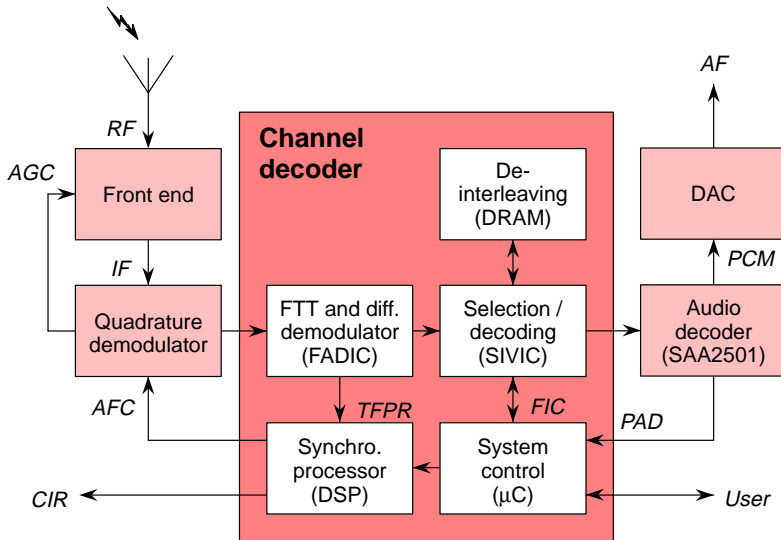 AF
RF
Channel
decoder
AGC
Front end
De-
interleaving
(DRAM)
DAC
IF
PCM
Quadrature
demodulator
FTT and diff.
demodulator
(FADIC)
Selection /
decoding
(SIVIC)
Audio
decoder
(SAA2501)
AFC
TFPR
FIC
PAD
Synchro.
processor
(DSP)
System
control
(μC)
CIR
User